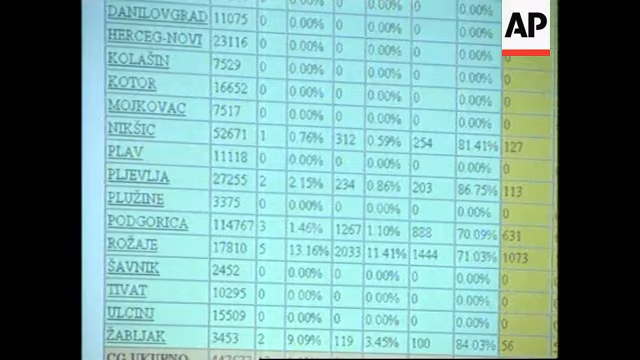 AP
DANILOVGRAD 11075 0 0.00% 0 0.00% 0 0.00%
HERCEG-NOVI 23116 0 0.00% 0 0.00% 0 0.00% 0
KOLAŠIN 7529 0 0.00% 0 0.00% 0 0.00% 0
KOTOR 16652 0 0.00% 0 0.00% 0 0.00% 0
MOJKOVAC 7517 0 0.00% 0 0.00% 0 0.00% 0
NIKŠIC 52671 1 0.76% 312 0.59% 254 81.41% 127
PLAV 11118 0 0.00% 0 0.00% 0 0.00% 0
PLJEVLJA 27255 2 2.15% 234 0.86% 203 86.75% 113
PLUŽINE 3375 0 0.00% 0 0.00% 0 0.00% 0
PODGORICA 114767 3 1.46% 1267 1.10% 888 70.09% 631
ROŽAJE 17810 5 13.16% 2033 11.41% 1444 71.03% 1073
ŠAVNIK 2452 0 0.00% 0 0.00% 0 0.00% 0
TIVAT 10295 0 0.00% 0 0.00% 0 0.00% 0
ULCINJ 15509 0 0.00% 0 0.00% 0 0.00% 0
ŽABLJAK 3453 2 9.09% 119 3.45% 100 84.03% 56
CG UKUPNO